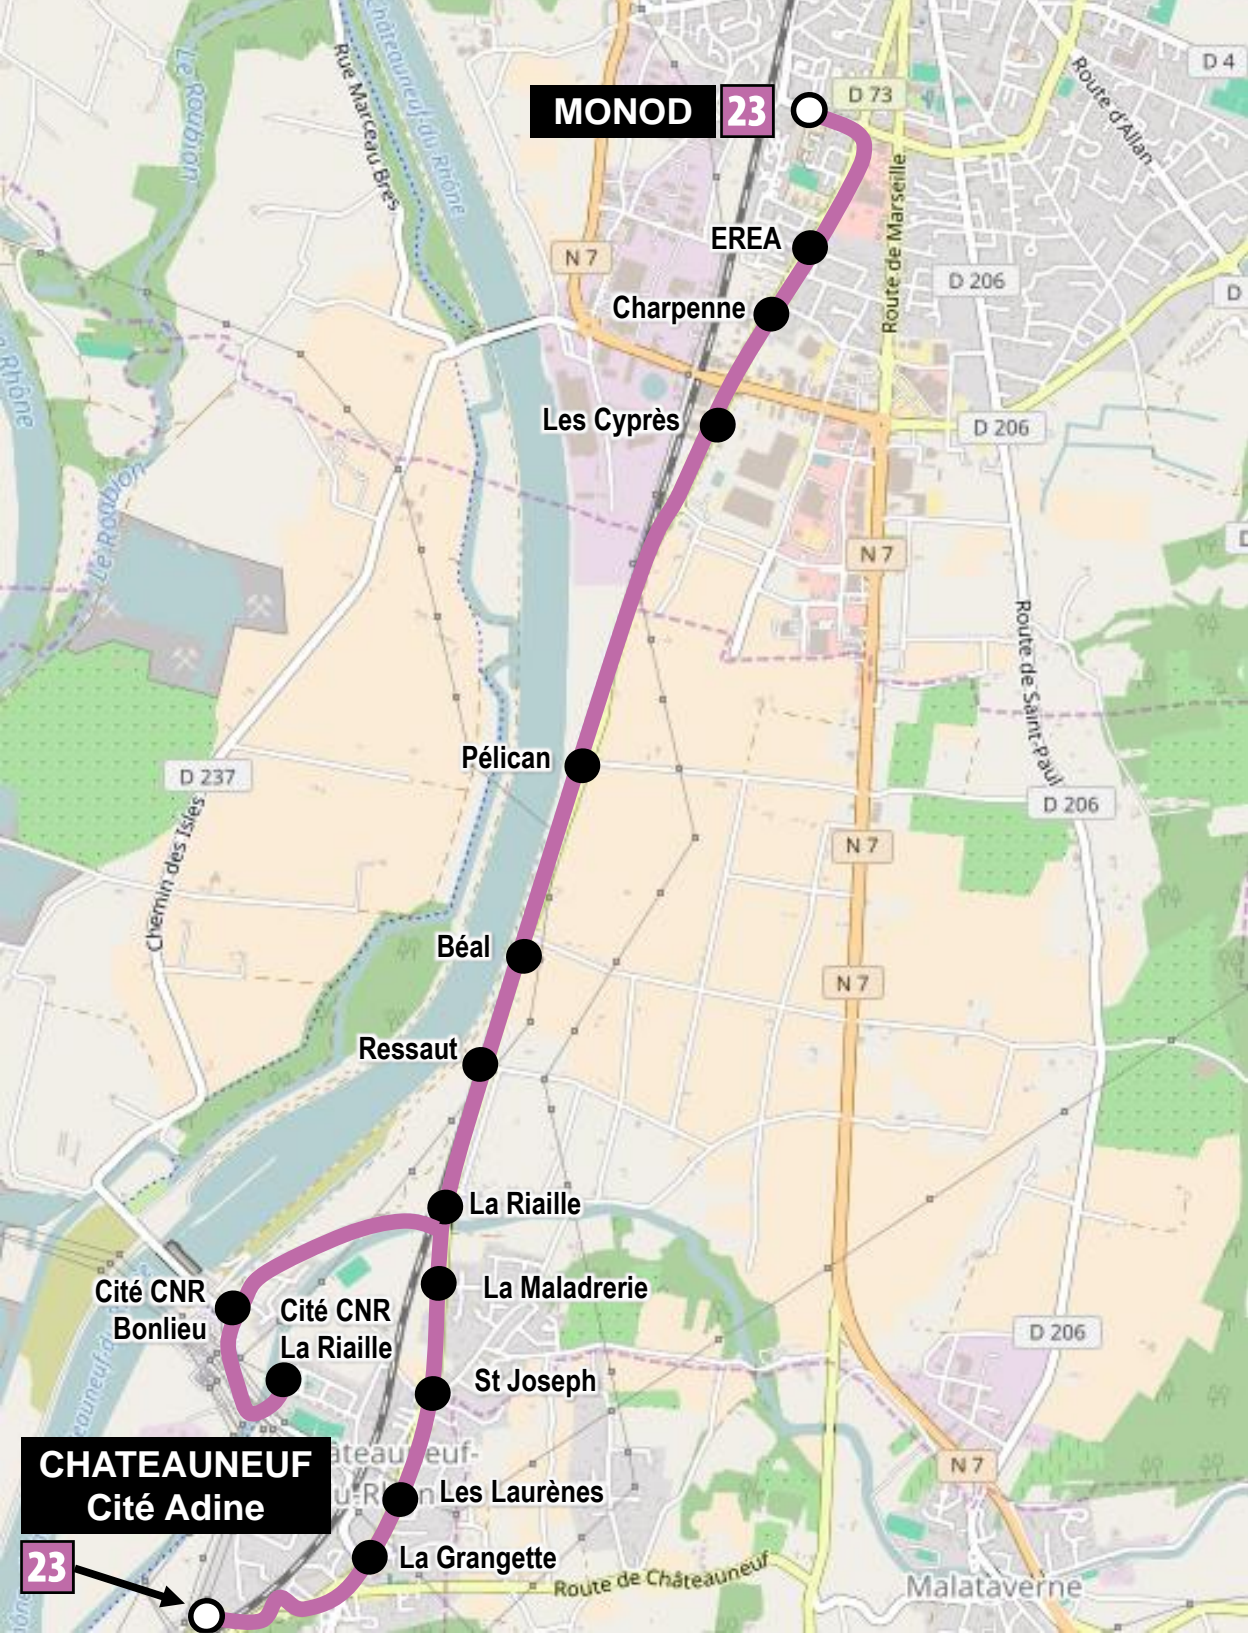 Châteauneuf-du-Rhône
Le Roubion
Rue Marceau Bres
D 4
Route d'Allan
MONOD 23
D 73
Route de Marseille
EREA
N 7
D 206
D
Charpenne
Rhône
Les Cyprès
D 206
Le Roubion
N 7
D
Route de Saint-Paul
Pélican
D 237
D 206
N 7
Chemin des Isles
Béal
N 7
Ressaut
La Riaille
La Maladrerie
Cité CNR
Bonlieu
Cité CNR
La Riaille
D 206
St Joseph
CHATEAUNEUF
Cité Adine
N 7
Les Laurènes
23
La Grangette
Route de Châteauneuf
Malataverne